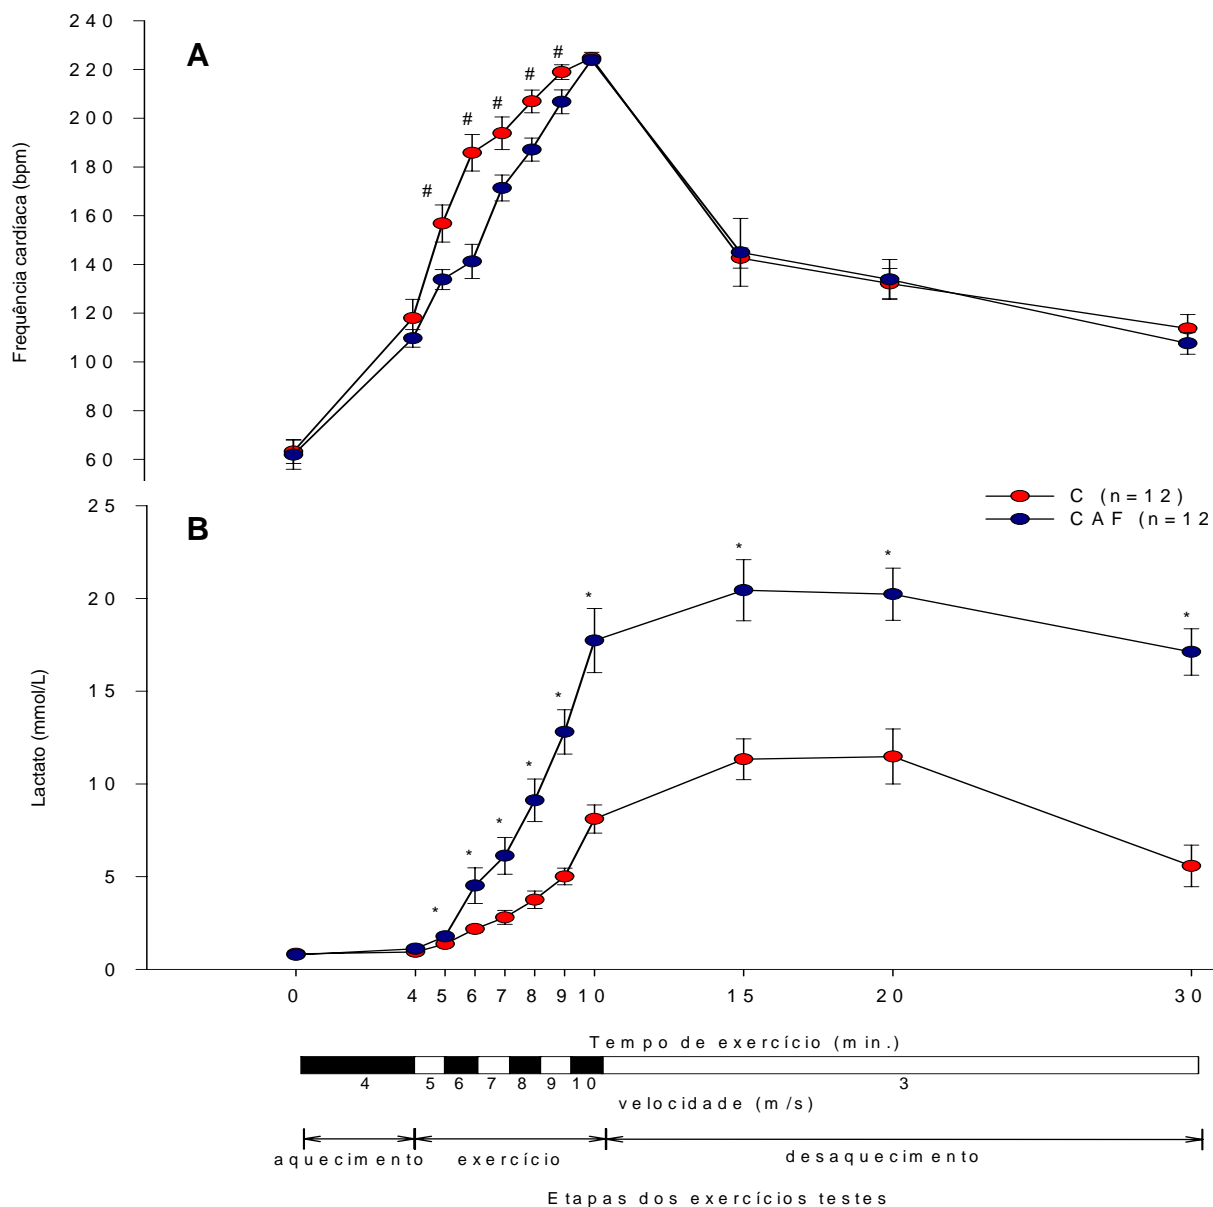 240
A
220
200
180
160
140
120
100
80
60
Frequência cardíaca (bpm)
# # # # #
C (n=12)
CAF (n=12
25
B
20
15
10
5
0
Lactato (mmol/L)
* * * * * * * * *
0 4 5 6 7 8 9 10 15 20 30
Tempo de exercício (min.)
4 5 6 7 8 9 10 3
velocidade (m/s)
aquecimento exercício desaquecimento
Etapas dos exercícios testes